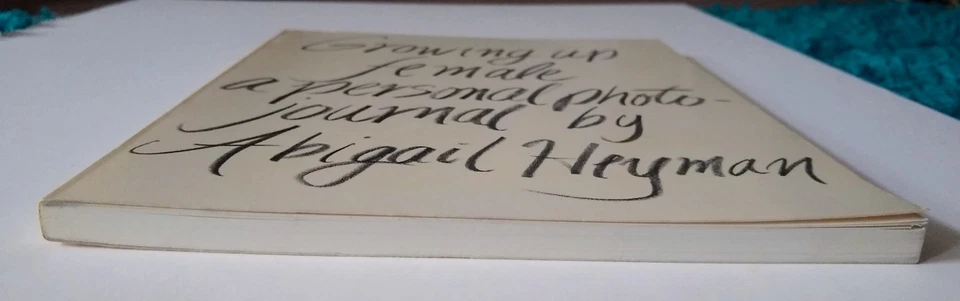 Growing up
female
a personal photo-
journal by
Abigail Heyman